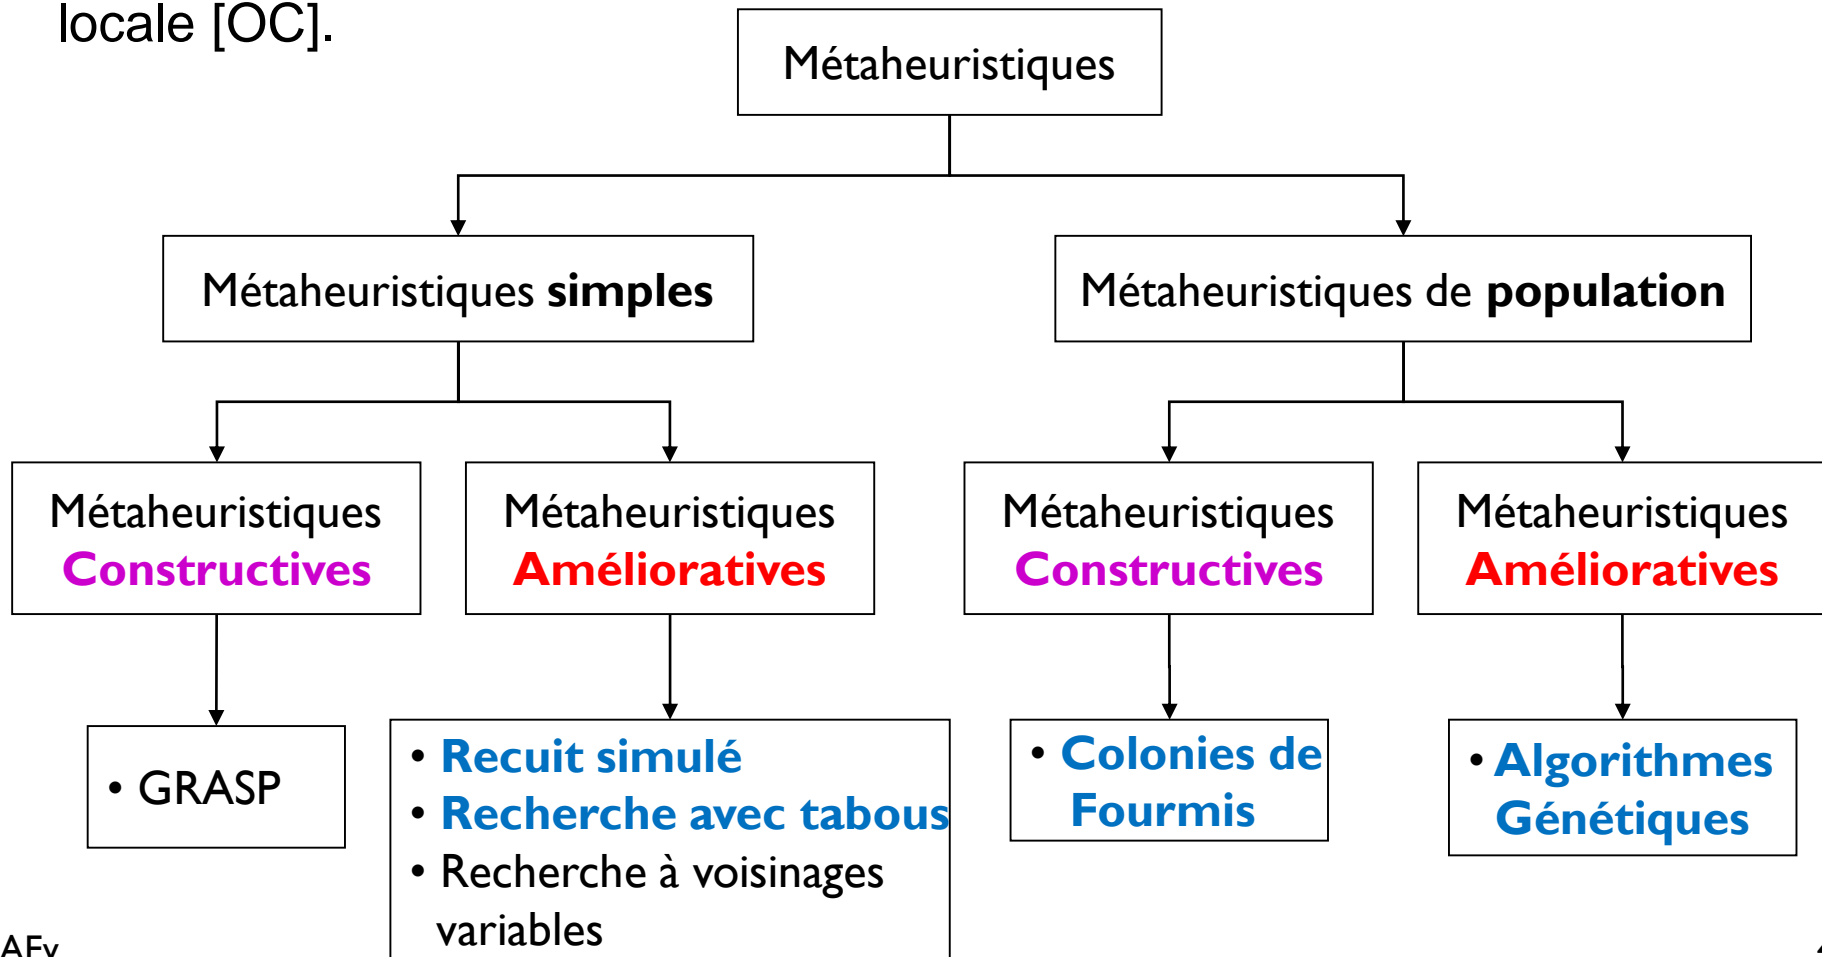 locale [OC].
Métaheuristiques
Métaheuristiques simples
Métaheuristiques de population
Métaheuristiques
Constructives
Métaheuristiques
Amélioratives
Métaheuristiques
Constructives
Métaheuristiques
Amélioratives
• GRASP
• Recuit simulé
• Recherche avec tabous
• Recherche à voisinages
variables
• Colonies de
Fourmis
• Algorithmes
Génétiques